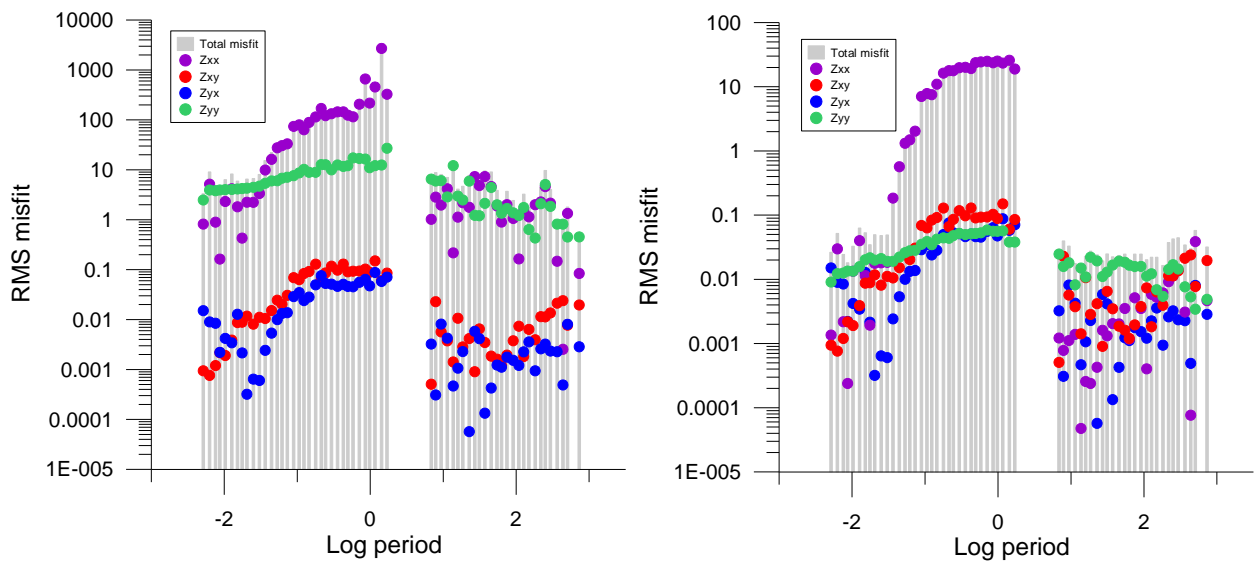 10000
1000
100
10
1
0.1
0.01
0.001
0.0001
1E-005
RMS misfit
Total misfit
Zxx
Zxy
Zyx
Zyy
-2
0
2
Log period
100
10
1
0.1
0.01
0.001
0.0001
1E-005
RMS misfit
Total misfit
Zxx
Zxy
Zyx
Zyy
-2
0
2
Log period